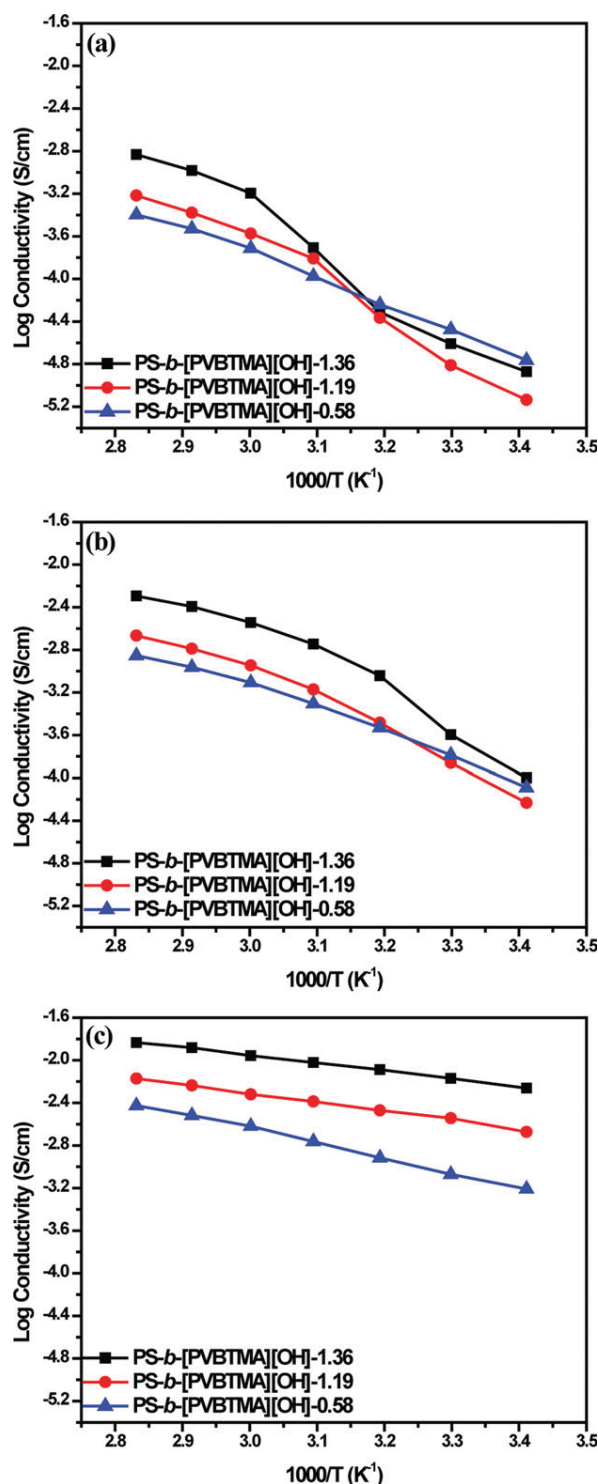 (a)
-1.6
-2.0
-2.4
-2.8
-3.2
-3.6
-4.0
-4.4
-4.8
-5.2
Log Conductivity (S/cm)
PS-b-[PVBTMA][OH]-1.36
PS-b-[PVBTMA][OH]-1.19
PS-b-[PVBTMA][OH]-0.58
2.8 2.9 3.0 3.1 3.2 3.3 3.4 3.5
1000/T (K⁻¹)
(b)
-1.6
-2.0
-2.4
-2.8
-3.2
-3.6
-4.0
-4.4
-4.8
-5.2
Log Conductivity (S/cm)
PS-b-[PVBTMA][OH]-1.36
PS-b-[PVBTMA][OH]-1.19
PS-b-[PVBTMA][OH]-0.58
2.8 2.9 3.0 3.1 3.2 3.3 3.4 3.5
1000/T (K⁻¹)
(c)
-1.6
-2.0
-2.4
-2.8
-3.2
-3.6
-4.0
-4.4
-4.8
-5.2
Log Conductivity (S/cm)
PS-b-[PVBTMA][OH]-1.36
PS-b-[PVBTMA][OH]-1.19
PS-b-[PVBTMA][OH]-0.58
2.8 2.9 3.0 3.1 3.2 3.3 3.4 3.5
1000/T (K⁻¹)